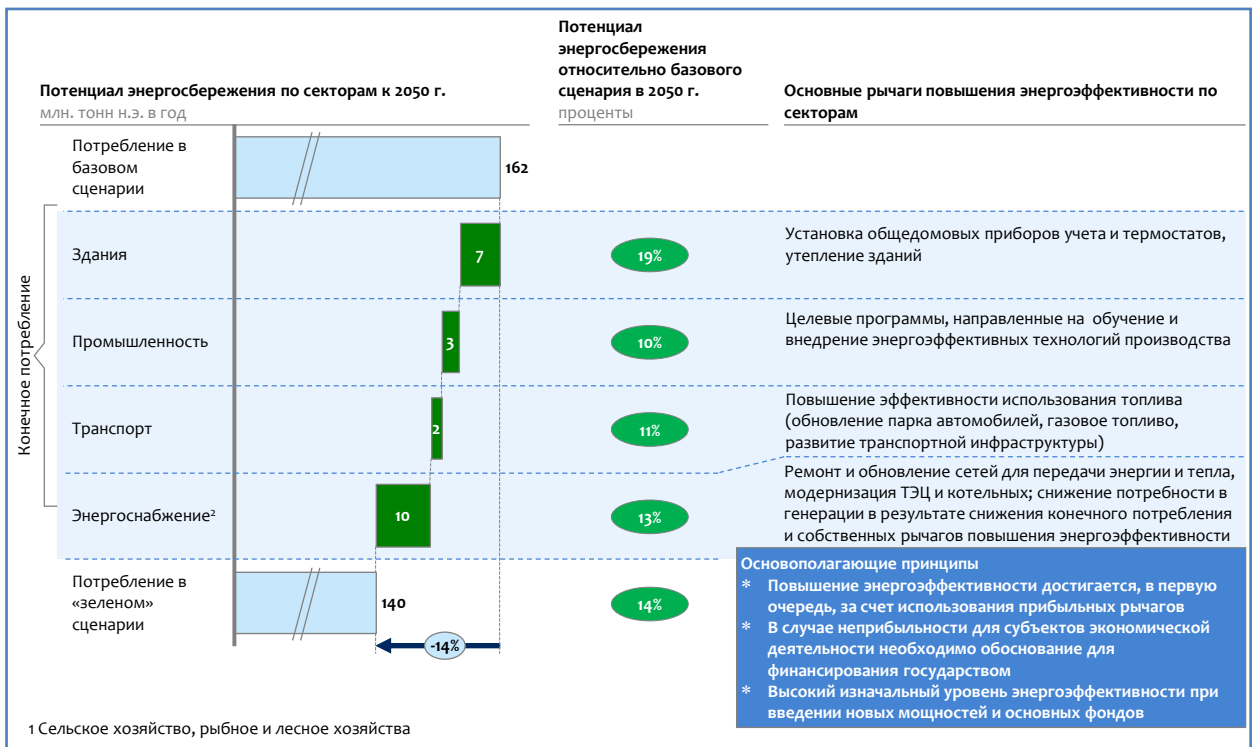 Потенциал энергосбережения по секторам к 2050 г.
млн. тонн н.э. в год
Потенциал
энергосбережения
относительно базового
сценария в 2050 г.
проценты
Основные рычаги повышения энергоэффективности по
секторам
Потребление в
базовом
сценарии
162
Конечное потребление
Здания
7
19%
Установка общедомовых приборов учета и термостатов,
утепление зданий
Промышленность
3
10%
Целевые программы, направленные на обучение и
внедрение энергоэффективных технологий производства
Транспорт
2
11%
Повышение эффективности использования топлива
(обновление парка автомобилей, газовое топливо,
развитие транспортной инфраструктуры)
Энергоснабжение²
10
13%
Ремонт и обновление сетей для передачи энергии и тепла,
модернизация ТЭЦ и котельных; снижение потребности в
генерации в результате снижения конечного потребления
и собственных рычагов повышения энергоэффективности
Потребление в
«зеленом»
сценарии
140
14%
-14%
Основополагающие принципы
* Повышение энергоэффективности достигается, в первую
очередь, за счет использования прибыльных рычагов
* В случае неприбыльности для субъектов экономической
деятельности необходимо обоснование для
финансирования государством
* Высокий изначальный уровень энергоэффективности при
введении новых мощностей и основных фондов
1 Сельское хозяйство, рыбное и лесное хозяйства